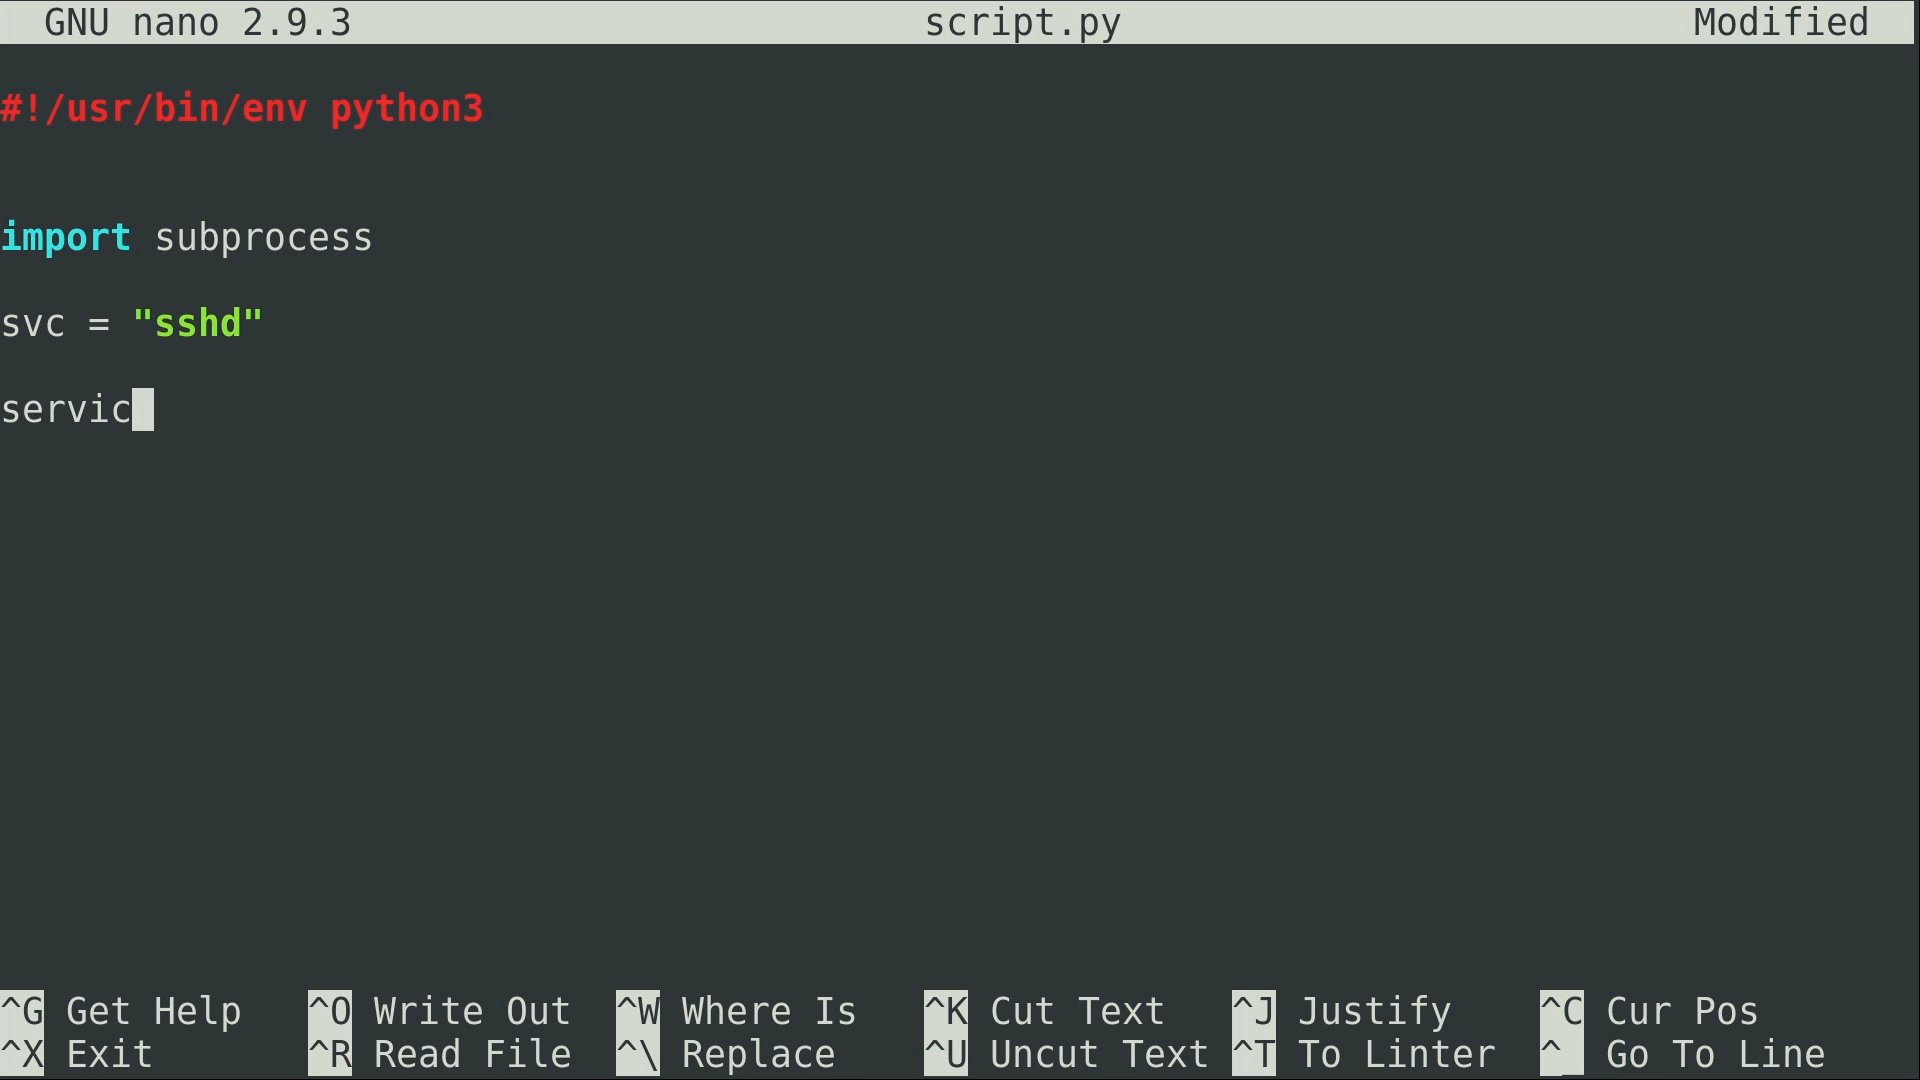 GNU nano 2.9.3 script.py Modified
#!/usr/bin/env python3
import subprocess
svc = "sshd"
servic
^G Get Help ^O Write Out ^W Where Is ^K Cut Text ^J Justify ^C Cur Pos
^X Exit ^R Read File ^\ Replace ^U Uncut Text ^T To Linter ^_ Go To Line